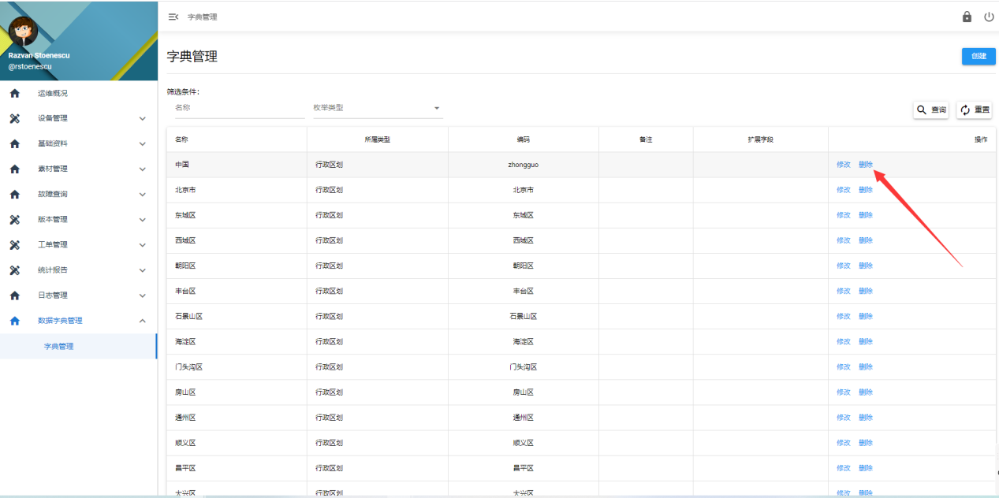 字典管理
Razvan Stoenescu
@rstoenescu
运维概况
设备管理
基础资料
素材管理
故障查询
版本管理
工单管理
统计报告
日志管理
数据字典管理
字典管理
字典管理
创建
筛选条件:
名称 枚举类型 查询 重置
名称 所属类型 编码 备注 扩展字段 操作
中国 行政区划 zhongguo 修改 删除
北京市 行政区划 北京市 修改 删除
东城区 行政区划 东城区 修改 删除
西城区 行政区划 西城区 修改 删除
朝阳区 行政区划 朝阳区 修改 删除
丰台区 行政区划 丰台区 修改 删除
石景山区 行政区划 石景山区 修改 删除
海淀区 行政区划 海淀区 修改 删除
门头沟区 行政区划 门头沟区 修改 删除
房山区 行政区划 房山区 修改 删除
通州区 行政区划 通州区 修改 删除
顺义区 行政区划 顺义区 修改 删除
昌平区 行政区划 昌平区 修改 删除
大兴区 行政区划 大兴区 修改 删除